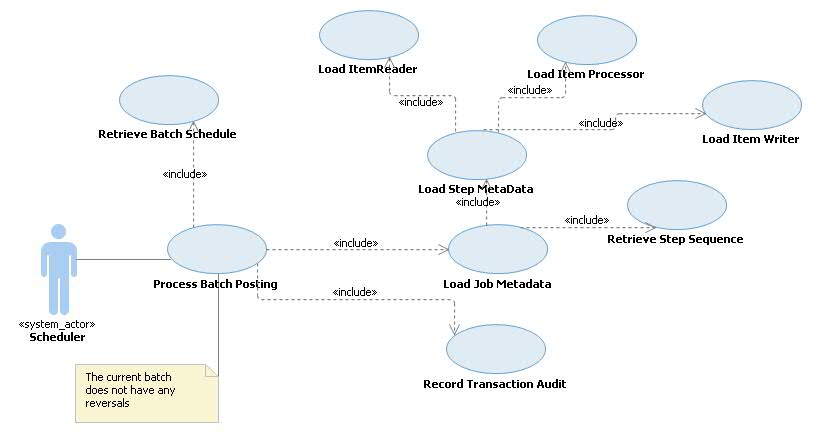 Load ItemReader
Load Item Processor
«include»
«include»
Retrieve Batch Schedule
«include»
Load Item Writer
«include»
Load Step MetaData
«include»
«include»
Retrieve Step Sequence
«include»
Process Batch Posting
Load Job Metadata
«include»
«system_actor»
Scheduler
The current batch
does not have any
reversals
Record Transaction Audit